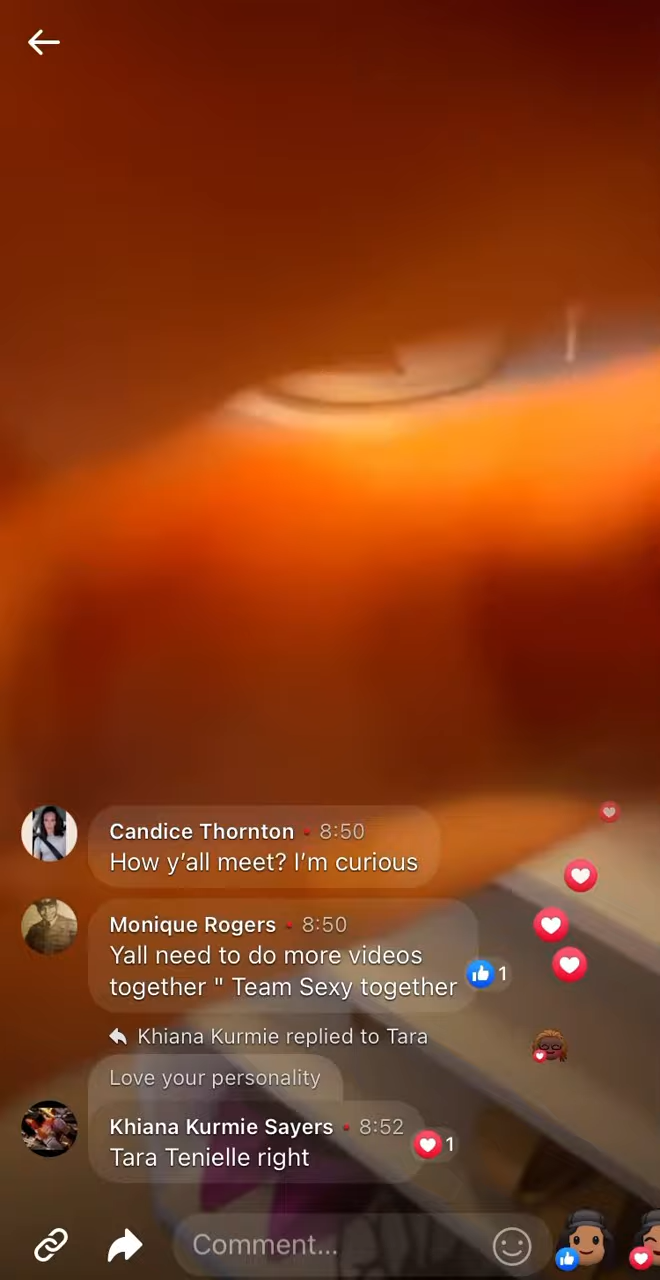 Candice Thornton • 8:50
How y’all meet? I’m curious
Monique Rogers • 8:50
Yall need to do more videos
together " Team Sexy together
1
Khiana Kurmie replied to Tara
Love your personality
Khiana Kurmie Sayers • 8:52
1
Tara Tenielle right
Comment...